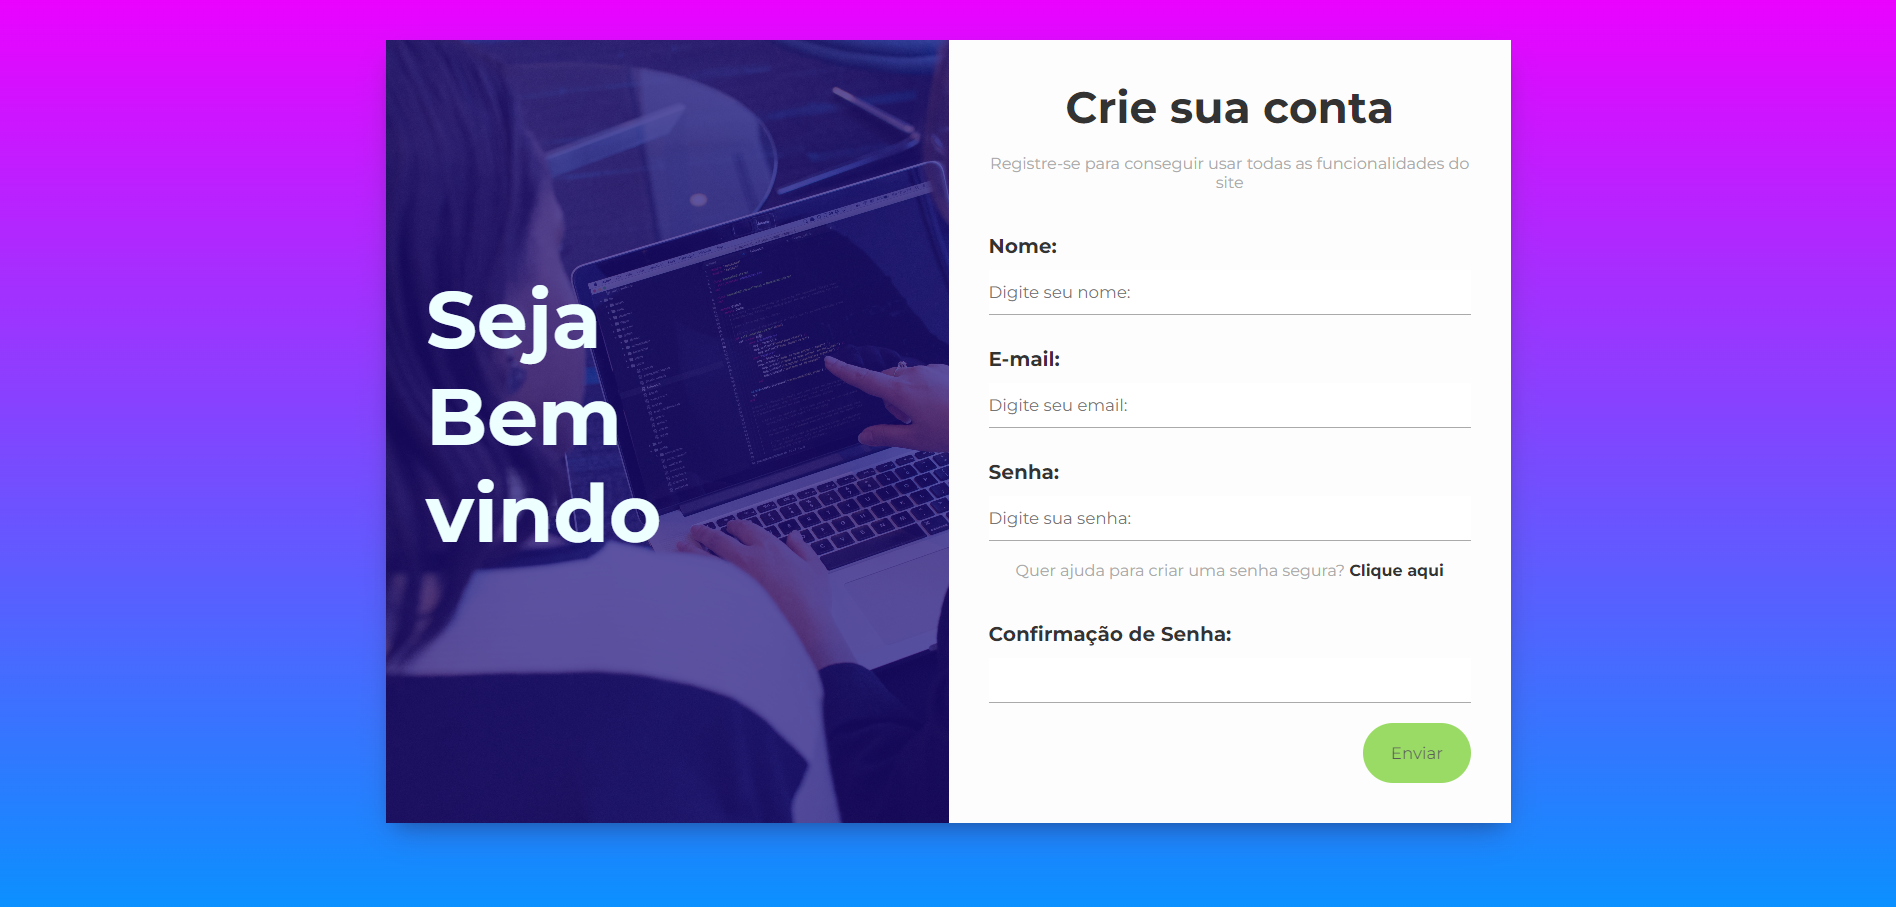 Seja
Bem
vindo
Crie sua conta
Registre-se para conseguir usar todas as funcionalidades do
site
Nome:
Digite seu nome:
E-mail:
Digite seu email:
Senha:
Digite sua senha:
Quer ajuda para criar uma senha segura? Clique aqui
Confirmação de Senha:
Enviar